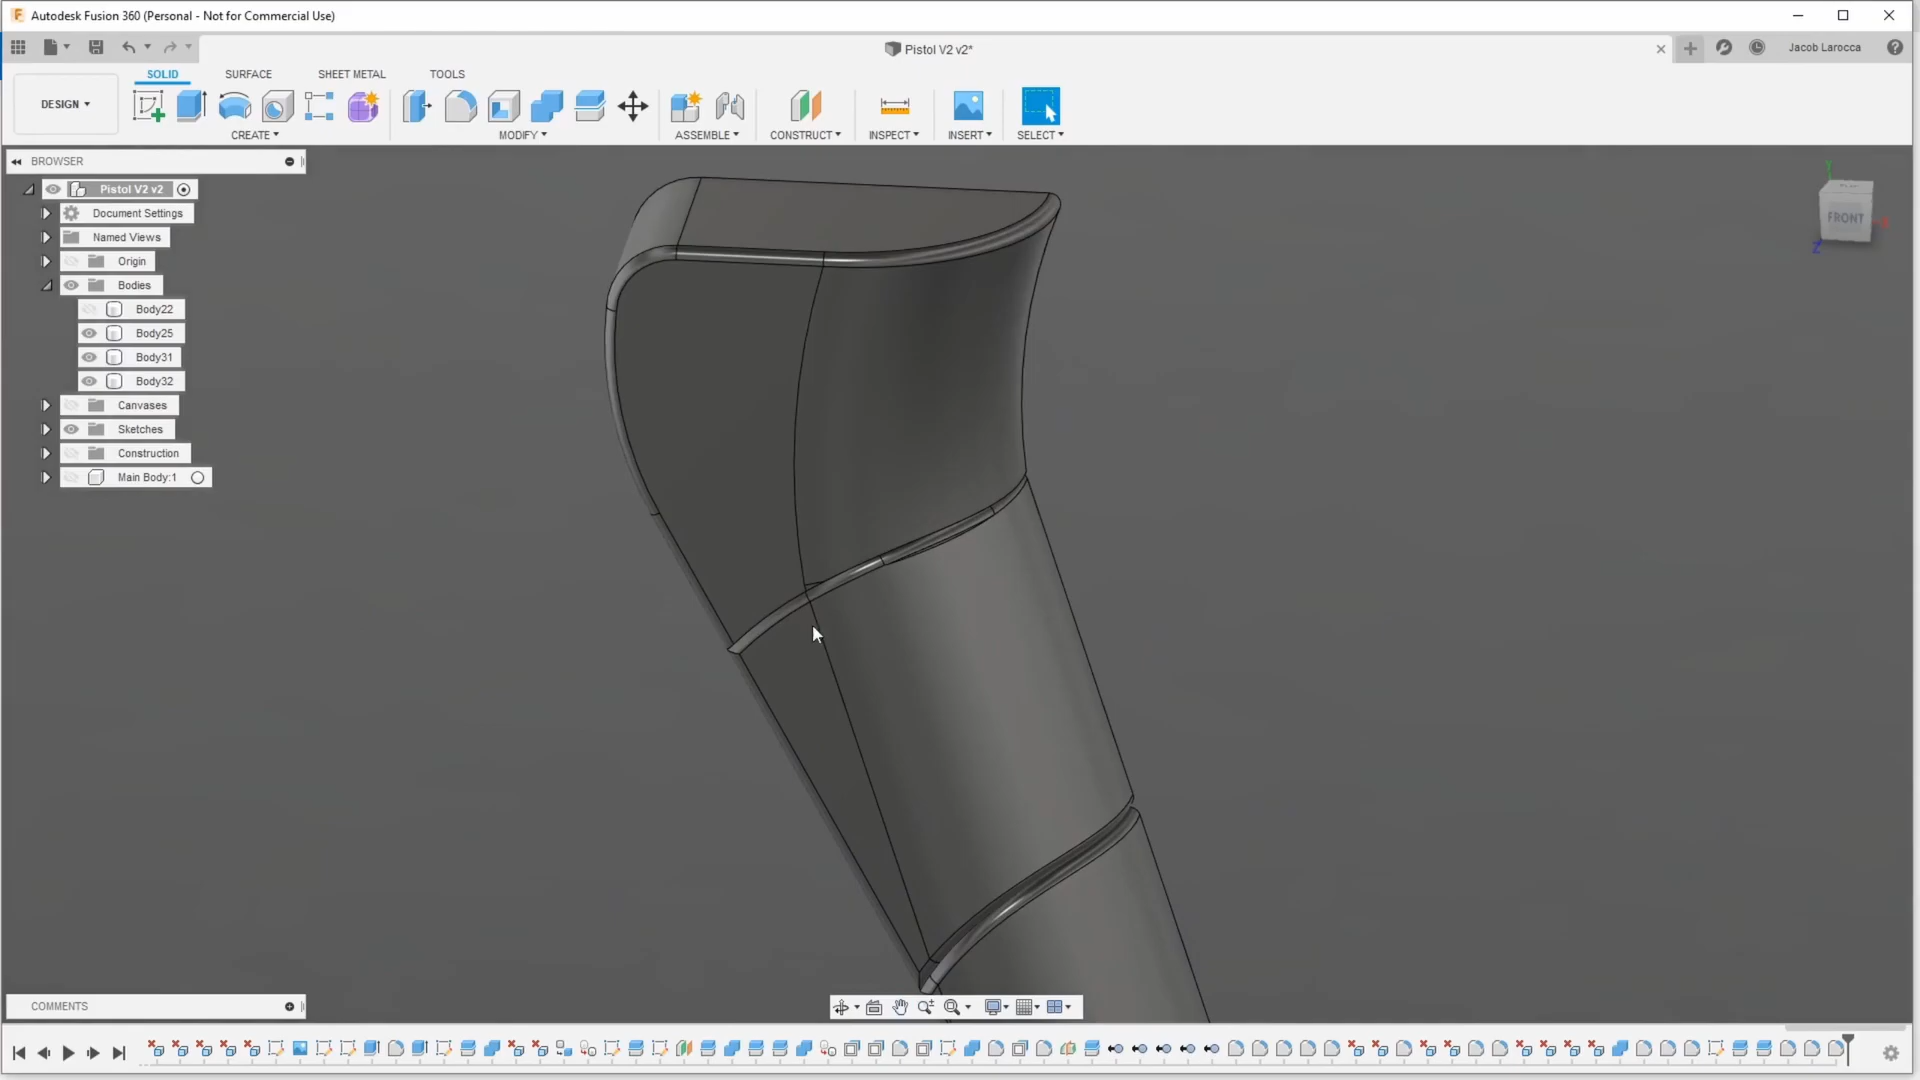 Autodesk Fusion 360 (Personal - Not for Commercial Use)
Pistol V2 v2*
Jacob Larocca
DESIGN
SOLID SURFACE SHEET METAL TOOLS
CREATE MODIFY ASSEMBLE CONSTRUCT INSPECT INSERT SELECT
BROWSER
Pistol V2 v2
Document Settings
Named Views
Origin
Bodies
Body22
Body25
Body31
Body32
Canvases
Sketches
Construction
Main Body:1
Y
FRONT
Z
COMMENTS